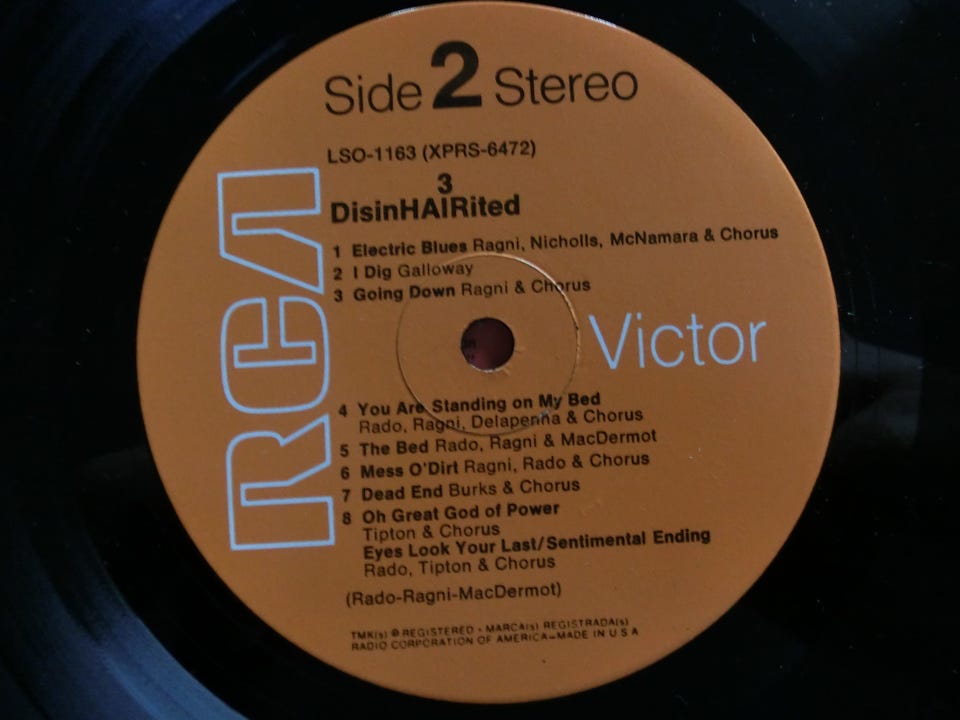 Side 2 Stereo
LSO-1163 (XPRS-6472)
3
DisinHAIRited
1 Electric Blues Ragni, Nicholls, McNamara & Chorus
2 I Dig Galloway
3 Going Down Ragni & Chorus
RCA
Victor
4 You Are Standing on My Bed
Rado, Ragni, Delapenha & Chorus
5 The Bed Rado, Ragni & MacDermot
6 Mess O'Dirt Ragni, Rado & Chorus
7 Dead End Burks & Chorus
8 Oh Great God of Power
Tipton & Chorus
Eyes Look Your Last/Sentimental Ending
Rado, Tipton & Chorus
(Rado-Ragni-MacDermot)
TMK(s) ® REGISTERED • MARCA(s) REGISTRADA(s)
RADIO CORPORATION OF AMERICA—MADE IN U S A